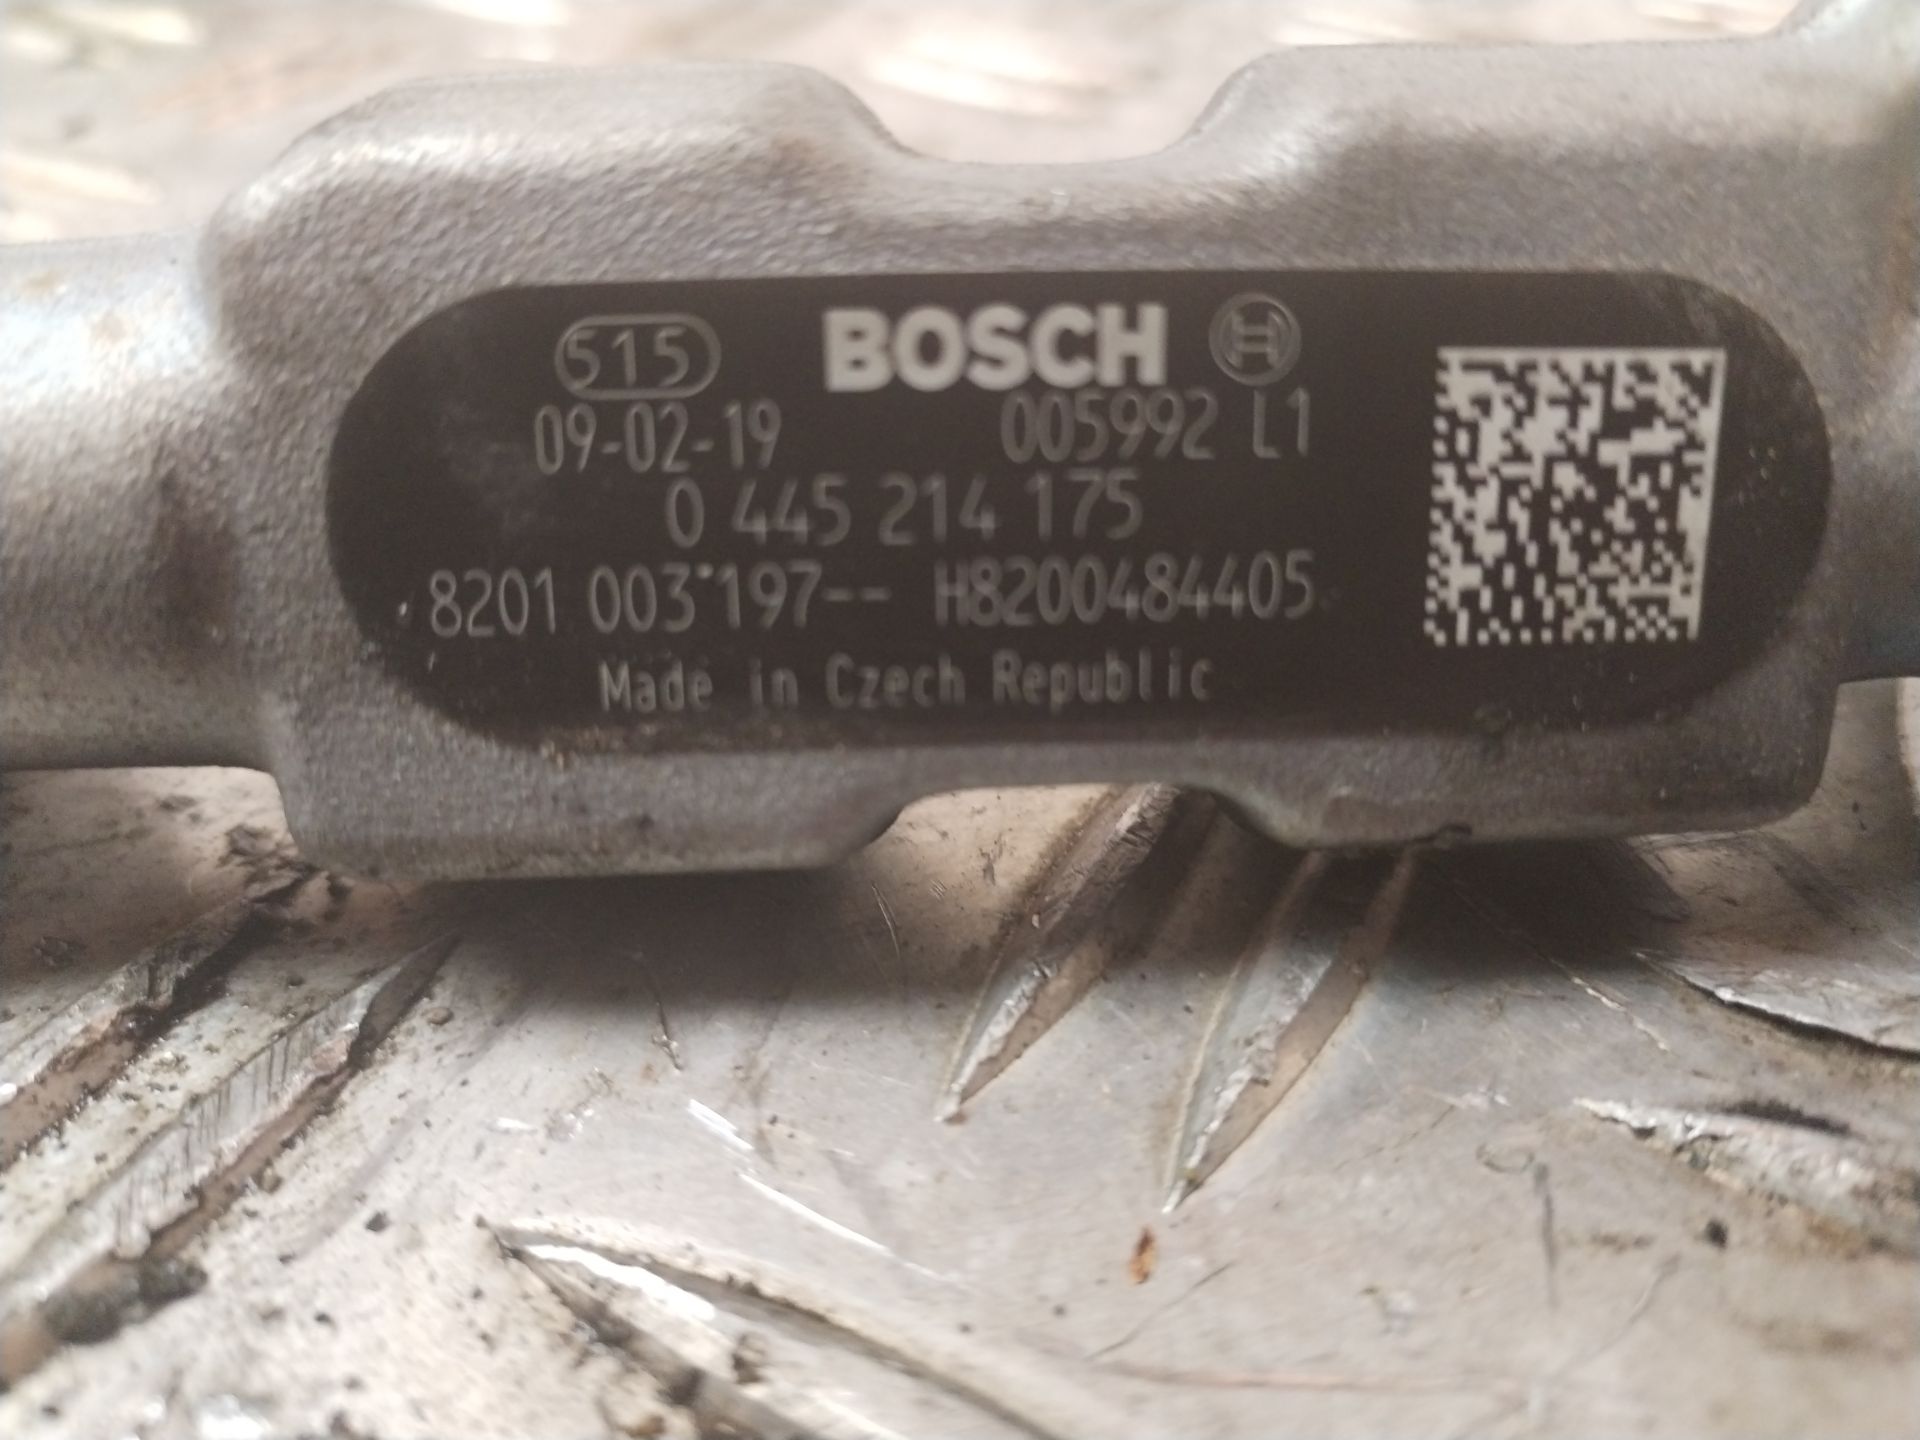 515 BOSCH
09-02-19 005992 L1
0 445 214 175
8201 003 197-- H8200484405
Made in Czech Republic